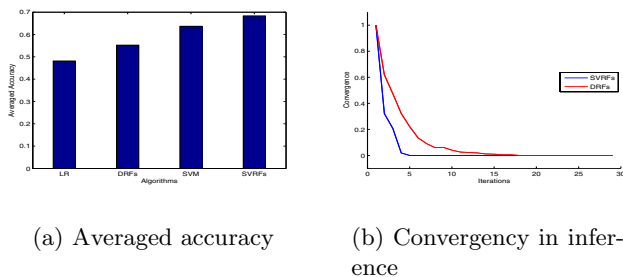 0.7
0.6
0.5
0.4
0.3
0.2
0.1
0
Averaged Accuracy
LR DRFs SVM SVRFs
Algorithms
1
0.8
0.6
0.4
0.2
0
Convergence
0 5 10 15 20 25 30
Iterations
SVRFs
DRFs
(a) Averaged accuracy
(b) Convergency in infer-
ence